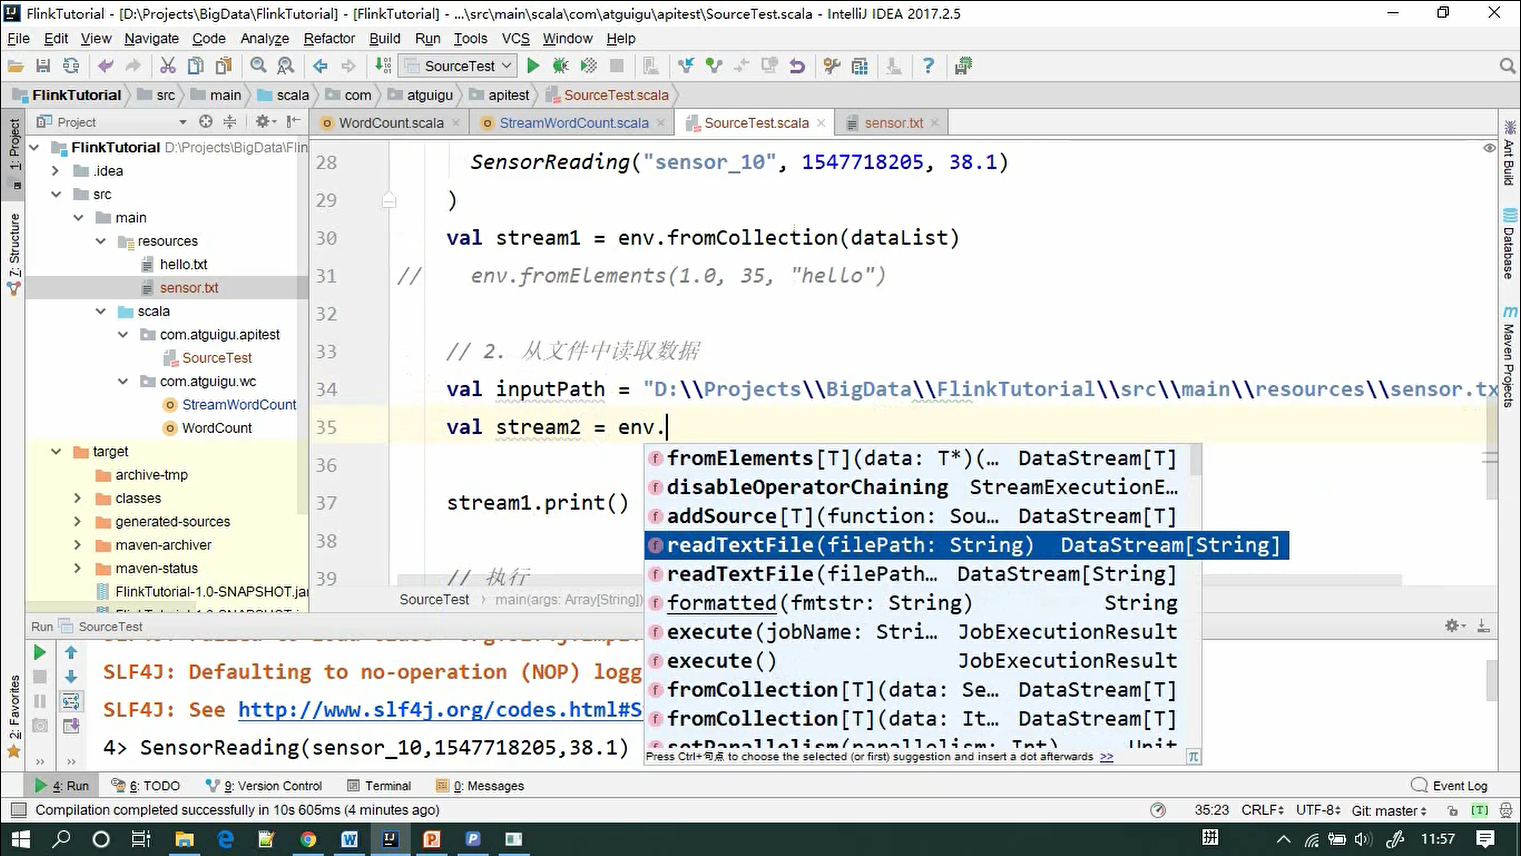 FlinkTutorial - [D:\Projects\BigData\FlinkTutorial] - [FlinkTutorial] - ...\src\main\scala\com\atguigu\apitest\SourceTest.scala - IntelliJ IDEA 2017.2.5
File Edit View Navigate Code Analyze Refactor Build Run Tools VCS Window Help
SourceTest
FlinkTutorial src main scala com atguigu apitest SourceTest.scala
Project
WordCount.scala StreamWordCount.scala SourceTest.scala sensor.txt
1: Project
7: Structure
2: Favorites
FlinkTutorial D:\Projects\BigData\Flin
.idea
src
main
resources
hello.txt
sensor.txt
scala
com.atguigu.apitest
SourceTest
com.atguigu.wc
StreamWordCount
WordCount
target
archive-tmp
classes
generated-sources
maven-archiver
maven-status
FlinkTutorial-1.0-SNAPSHOT.jar
28 SensorReading("sensor_10", 1547718205, 38.1)
29 )
30 val stream1 = env.fromCollection(dataList)
31 // env.fromElements(1.0, 35, "hello")
32
33 // 2. 从文件中读取数据
34 val inputPath = "D:\\Projects\\BigData\\FlinkTutorial\\src\\main\\resources\\sensor.tx
35 val stream2 = env.
36
37 stream1.print()
38
39 // 执行
fromElements[T](data: T*)(… DataStream[T]
disableOperatorChaining StreamExecutionE…
addSource[T](function: Sou… DataStream[T]
readTextFile(filePath: String) DataStream[String]
readTextFile(filePath… DataStream[String]
formatted(fmtstr: String) String
execute(jobName: Stri… JobExecutionResult
execute() JobExecutionResult
fromCollection[T](data: Se… DataStream[T]
fromCollection[T](data: It… DataStream[T]
setParallelism(parallelism: Int) Unit
Press Ctrl+句点 to choose the selected (or first) suggestion and insert a dot afterwards >>
π
SourceTest main(args: Array[String])
Ant Build
Database
Maven Projects
Run SourceTest
SLF4J: Defaulting to no-operation (NOP) logg
SLF4J: See http://www.slf4j.org/codes.html#S
4> SensorReading(sensor_10,1547718205,38.1)
4: Run 6: TODO 9: Version Control Terminal 0: Messages Event Log
Compilation completed successfully in 10s 605ms (4 minutes ago) 35:23 CRLF UTF-8 Git: master [T]
拼 11:57